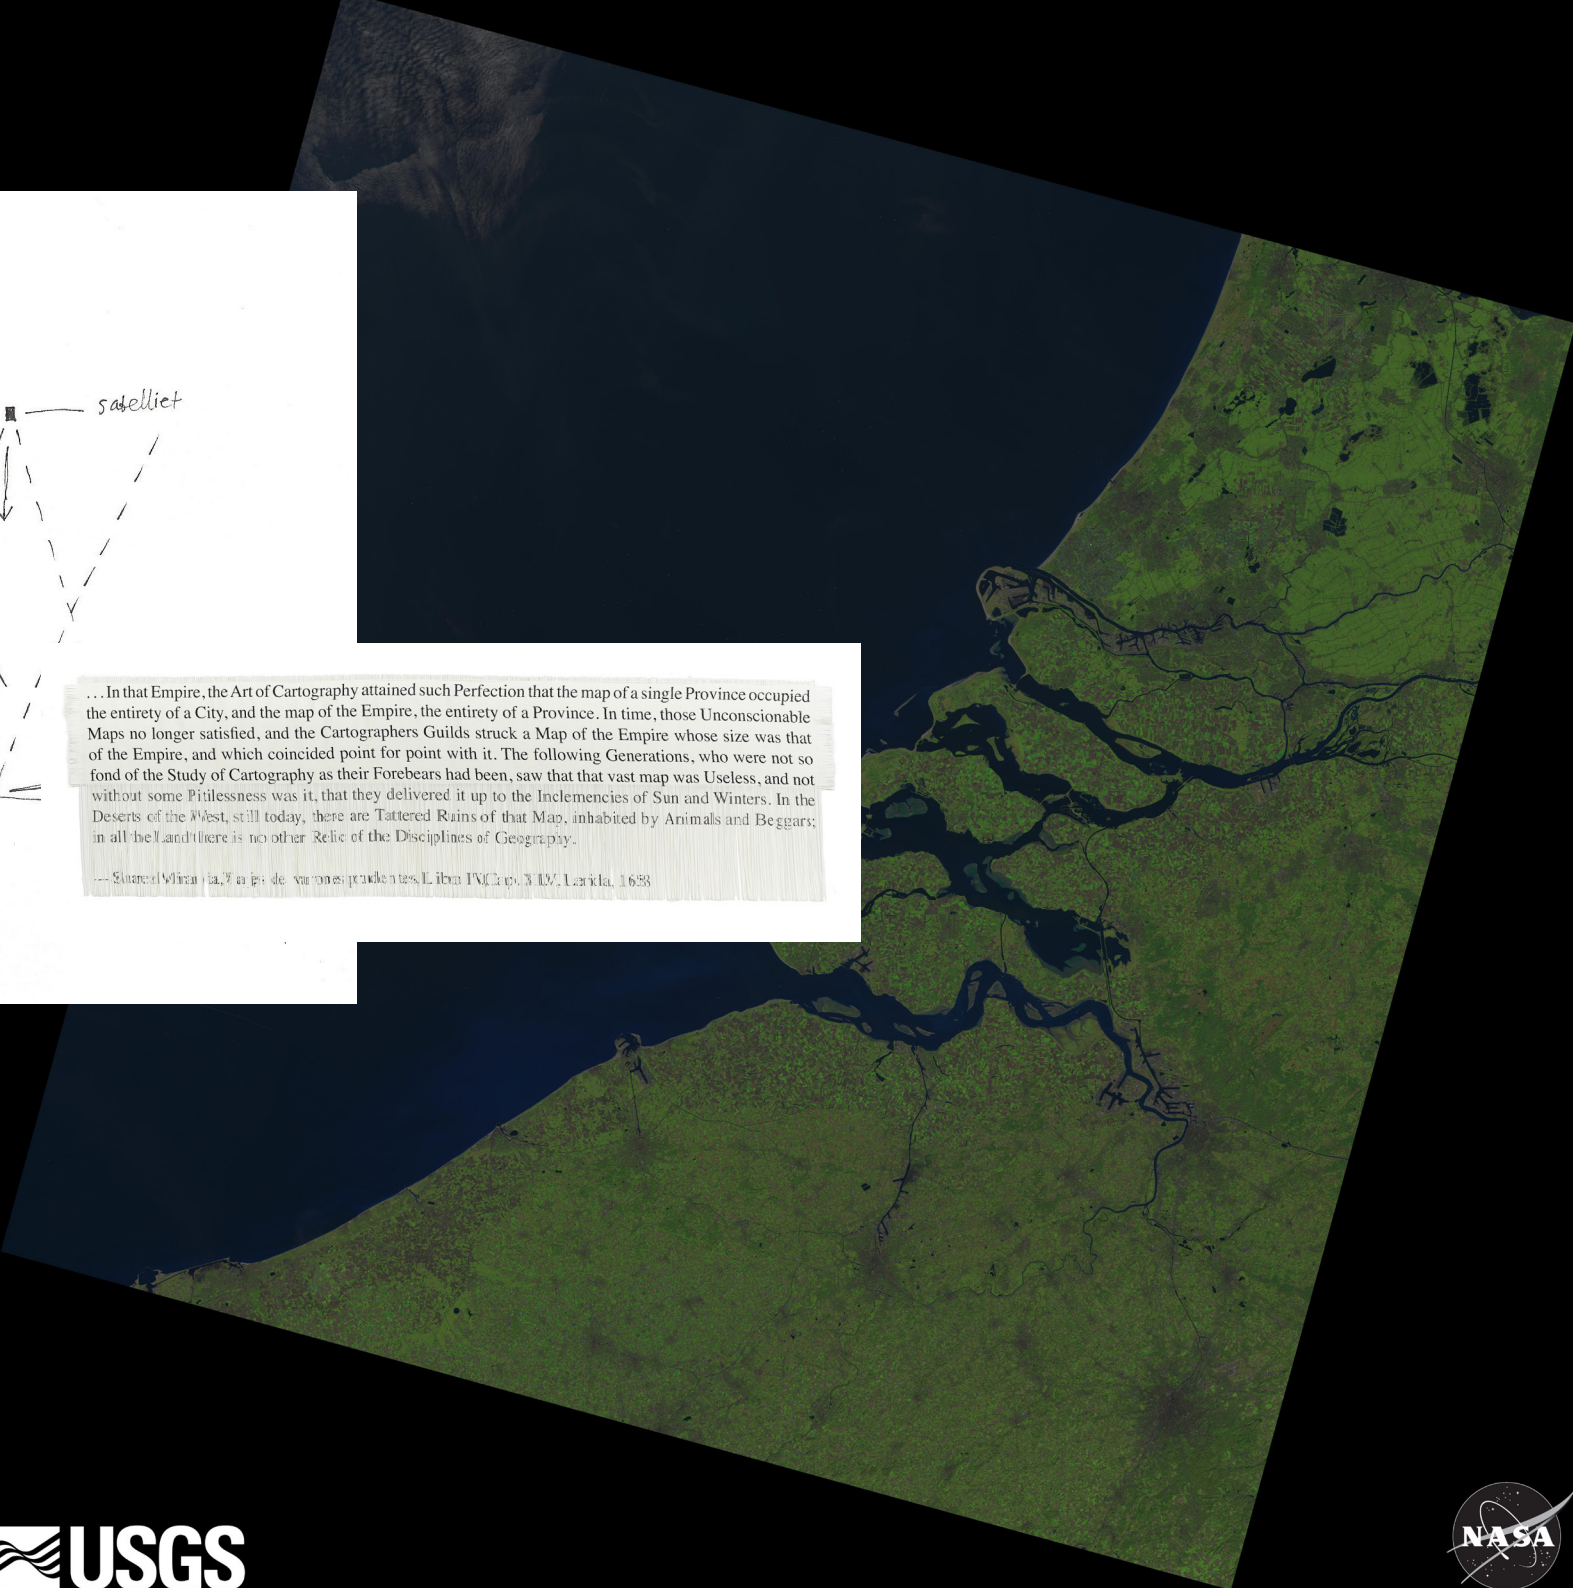 satelliet
...In that Empire, the Art of Cartography attained such Perfection that the map of a single Province occupied
the entirety of a City, and the map of the Empire, the entirety of a Province. In time, those Unconscionable
Maps no longer satisfied, and the Cartographers Guilds struck a Map of the Empire whose size was that
of the Empire, and which coincided point for point with it. The following Generations, who were not so
fond of the Study of Cartography as their Forebears had been, saw that that vast map was Useless, and not
without some Pitilessness was it, that they delivered it up to the Inclemencies of Sun and Winters. In the
Deserts of the West, still today, there are Tattered Ruins of that Map, inhabited by Animals and Beggars;
in all the Land there is no other Relic of the Disciplines of Geography.
prudentes, Lerida, 1658
USGS
NASA